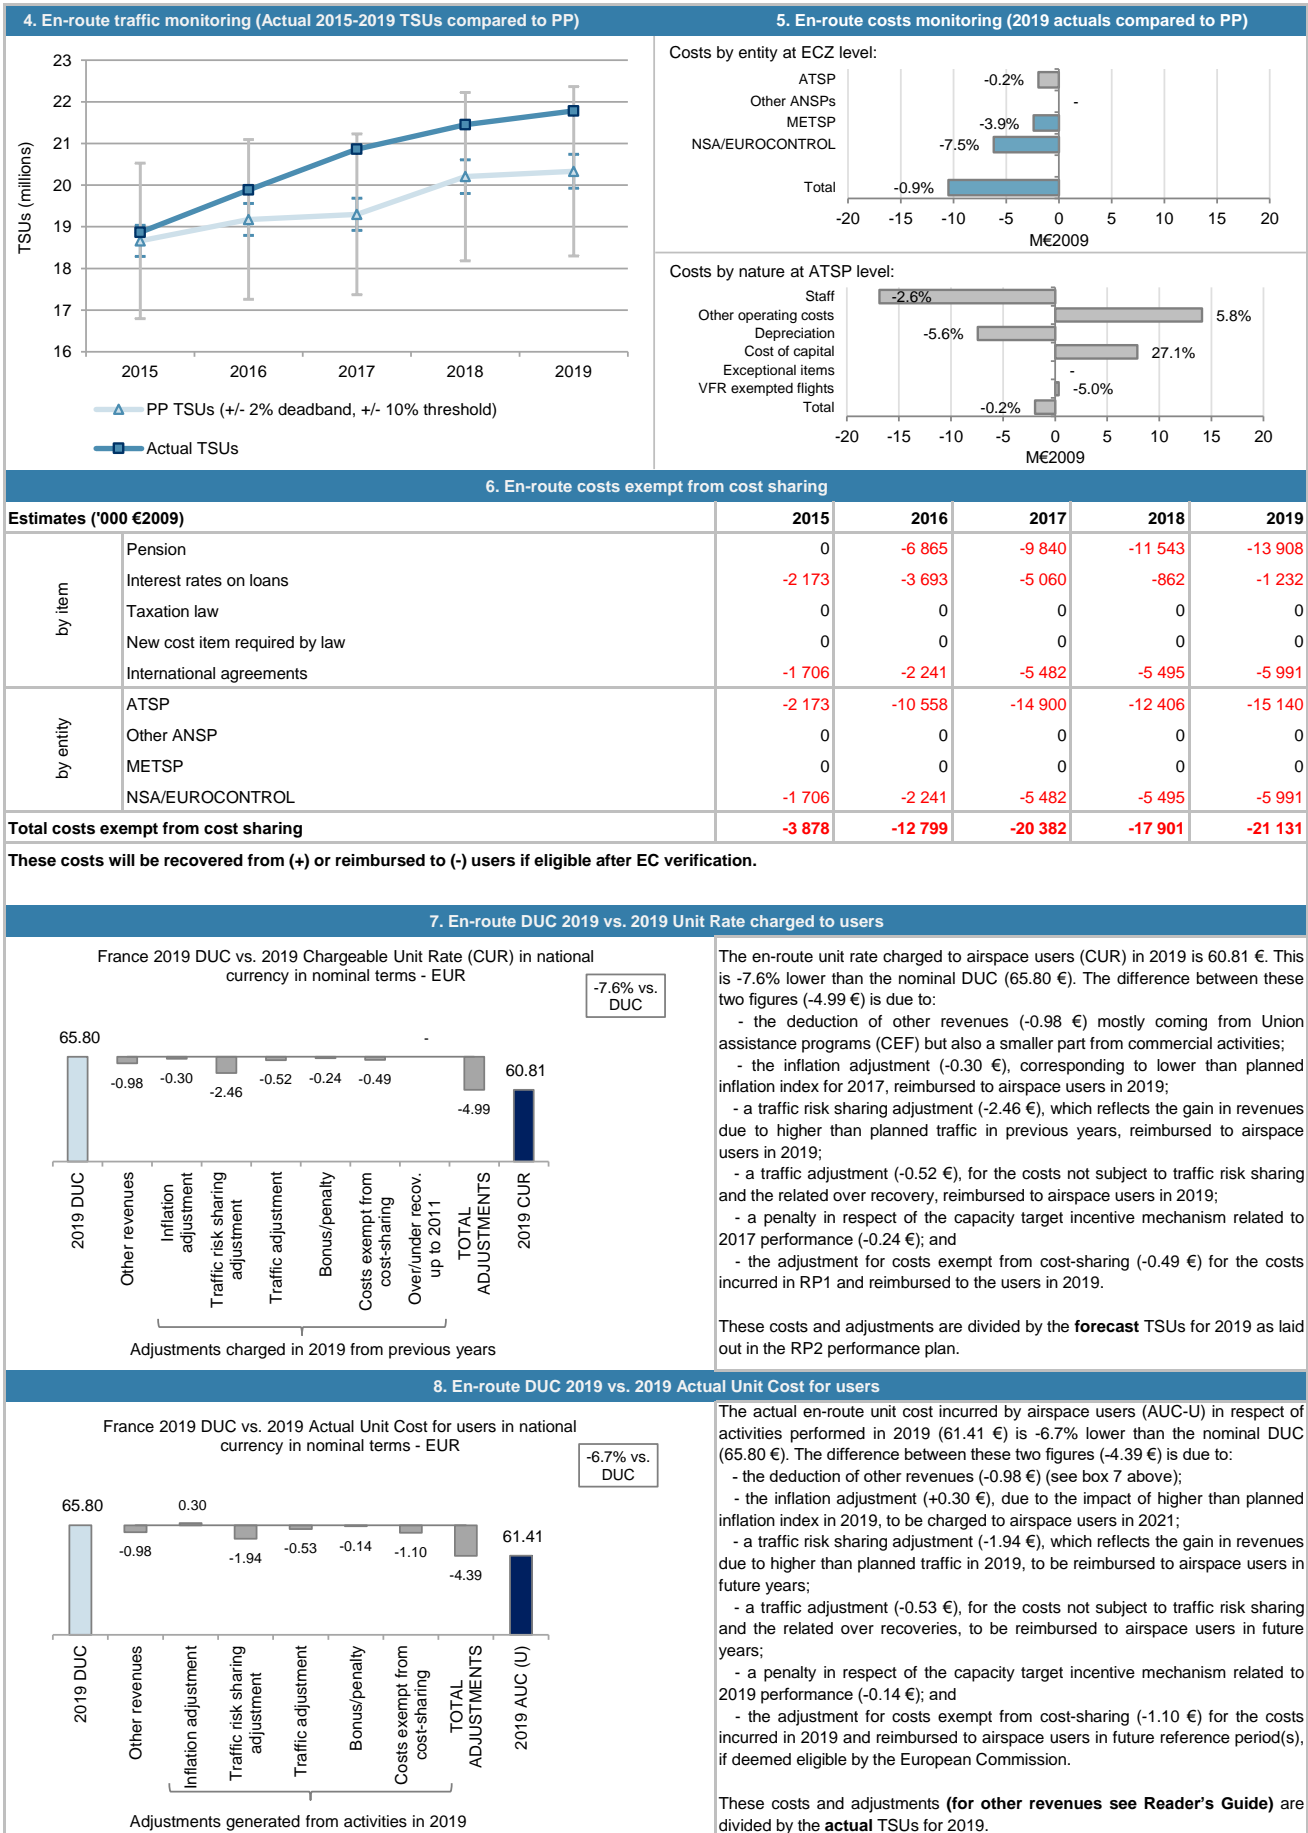 4. En-route traffic monitoring (Actual 2015-2019 TSUs compared to PP)
23
22
21
20
19
18
17
16
TSUs (millions)
2015 2016 2017 2018 2019
PP TSUs (+/- 2% deadband, +/- 10% threshold)
Actual TSUs
5. En-route costs monitoring (2019 actuals compared to PP)
Costs by entity at ECZ level:
ATSP -0.2%
Other ANSPs -
METSP -3.9%
NSA/EUROCONTROL -7.5%
Total -0.9%
-20 -15 -10 -5 0 5 10 15 20
M€2009
Costs by nature at ATSP level:
Staff -2.6%
Other operating costs 5.8%
Depreciation -5.6%
Cost of capital 27.1%
Exceptional items -
VFR exempted flights -5.0%
Total -0.2%
-20 -15 -10 -5 0 5 10 15 20
M€2009
6. En-route costs exempt from cost sharing
Estimates ('000 €2009) 2015 2016 2017 2018 2019
by item
Pension 0 -6 865 -9 840 -11 543 -13 908
Interest rates on loans -2 173 -3 693 -5 060 -862 -1 232
Taxation law 0 0 0 0 0
New cost item required by law 0 0 0 0 0
International agreements -1 706 -2 241 -5 482 -5 495 -5 991
by entity
ATSP -2 173 -10 558 -14 900 -12 406 -15 140
Other ANSP 0 0 0 0 0
METSP 0 0 0 0 0
NSA/EUROCONTROL -1 706 -2 241 -5 482 -5 495 -5 991
Total costs exempt from cost sharing -3 878 -12 799 -20 382 -17 901 -21 131
These costs will be recovered from (+) or reimbursed to (-) users if eligible after EC verification.
7. En-route DUC 2019 vs. 2019 Unit Rate charged to users
France 2019 DUC vs. 2019 Chargeable Unit Rate (CUR) in national
currency in nominal terms - EUR
-7.6% vs.
DUC
65.80
-0.98
-0.30
-2.46
-0.52
-0.24
-0.49
-
-4.99
60.81
2019 DUC
Other revenues
Inflation
adjustment
Traffic risk sharing
adjustment
Traffic adjustment
Bonus/penalty
Costs exempt from
cost-sharing
Over/under recov.
up to 2011
TOTAL
ADJUSTMENTS
2019 CUR
Adjustments charged in 2019 from previous years
The en-route unit rate charged to airspace users (CUR) in 2019 is 60.81 €. This
is -7.6% lower than the nominal DUC (65.80 €). The difference between these
two figures (-4.99 €) is due to:
- the deduction of other revenues (-0.98 €) mostly coming from Union
assistance programs (CEF) but also a smaller part from commercial activities;
- the inflation adjustment (-0.30 €), corresponding to lower than planned
inflation index for 2017, reimbursed to airspace users in 2019;
- a traffic risk sharing adjustment (-2.46 €), which reflects the gain in revenues
due to higher than planned traffic in previous years, reimbursed to airspace
users in 2019;
- a traffic adjustment (-0.52 €), for the costs not subject to traffic risk sharing
and the related over recovery, reimbursed to airspace users in 2019;
- a penalty in respect of the capacity target incentive mechanism related to
2017 performance (-0.24 €); and
- the adjustment for costs exempt from cost-sharing (-0.49 €) for the costs
incurred in RP1 and reimbursed to the users in 2019.
These costs and adjustments are divided by the forecast TSUs for 2019 as laid
out in the RP2 performance plan.
8. En-route DUC 2019 vs. 2019 Actual Unit Cost for users
France 2019 DUC vs. 2019 Actual Unit Cost for users in national
currency in nominal terms - EUR
-6.7% vs.
DUC
65.80
-0.98
0.30
-1.94
-0.53
-0.14
-1.10
-4.39
61.41
2019 DUC
Other revenues
Inflation adjustment
Traffic risk sharing
adjustment
Traffic adjustment
Bonus/penalty
Costs exempt from
cost-sharing
TOTAL
ADJUSTMENTS
2019 AUC (U)
Adjustments generated from activities in 2019
The actual en-route unit cost incurred by airspace users (AUC-U) in respect of
activities performed in 2019 (61.41 €) is -6.7% lower than the nominal DUC
(65.80 €). The difference between these two figures (-4.39 €) is due to:
- the deduction of other revenues (-0.98 €) (see box 7 above);
- the inflation adjustment (+0.30 €), due to the impact of higher than planned
inflation index in 2019, to be charged to airspace users in 2021;
- a traffic risk sharing adjustment (-1.94 €), which reflects the gain in revenues
due to higher than planned traffic in 2019, to be reimbursed to airspace users in
future years;
- a traffic adjustment (-0.53 €), for the costs not subject to traffic risk sharing
and the related over recoveries, to be reimbursed to airspace users in future
years;
- a penalty in respect of the capacity target incentive mechanism related to
2019 performance (-0.14 €); and
- the adjustment for costs exempt from cost-sharing (-1.10 €) for the costs
incurred in 2019 and reimbursed to airspace users in future reference period(s),
if deemed eligible by the European Commission.
These costs and adjustments (for other revenues see Reader's Guide) are
divided by the actual TSUs for 2019.